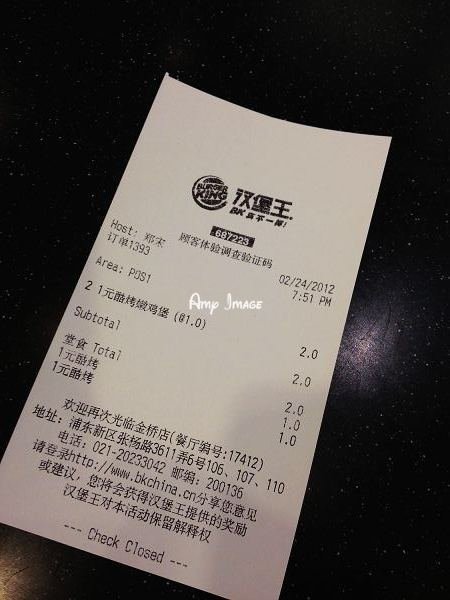 BURGER KING
汉堡王
BK真不一样!
687223
顾客体验调查验证码
Host: 郑宋
02/24/2012
订单1393
7:51 PM
Area: POS1
Amp Image
2 1元酷烤燉鸡堡 (@1.0)
2.0
Subtotal
2.0
堂食 Total
2.0
1元酷烤
1.0
1元酷烤
1.0
欢迎再次光临金桥店(餐厅编号:17412)
地址: 浦东新区张杨路3611弄6号106、107、110
电话: 021-20233042 邮编: 200136
请登录http://www.bkchina.cn分享您意见
或建议，您将会获得汉堡王提供的奖励
汉堡王对本活动保留解释权
--- Check Closed ---